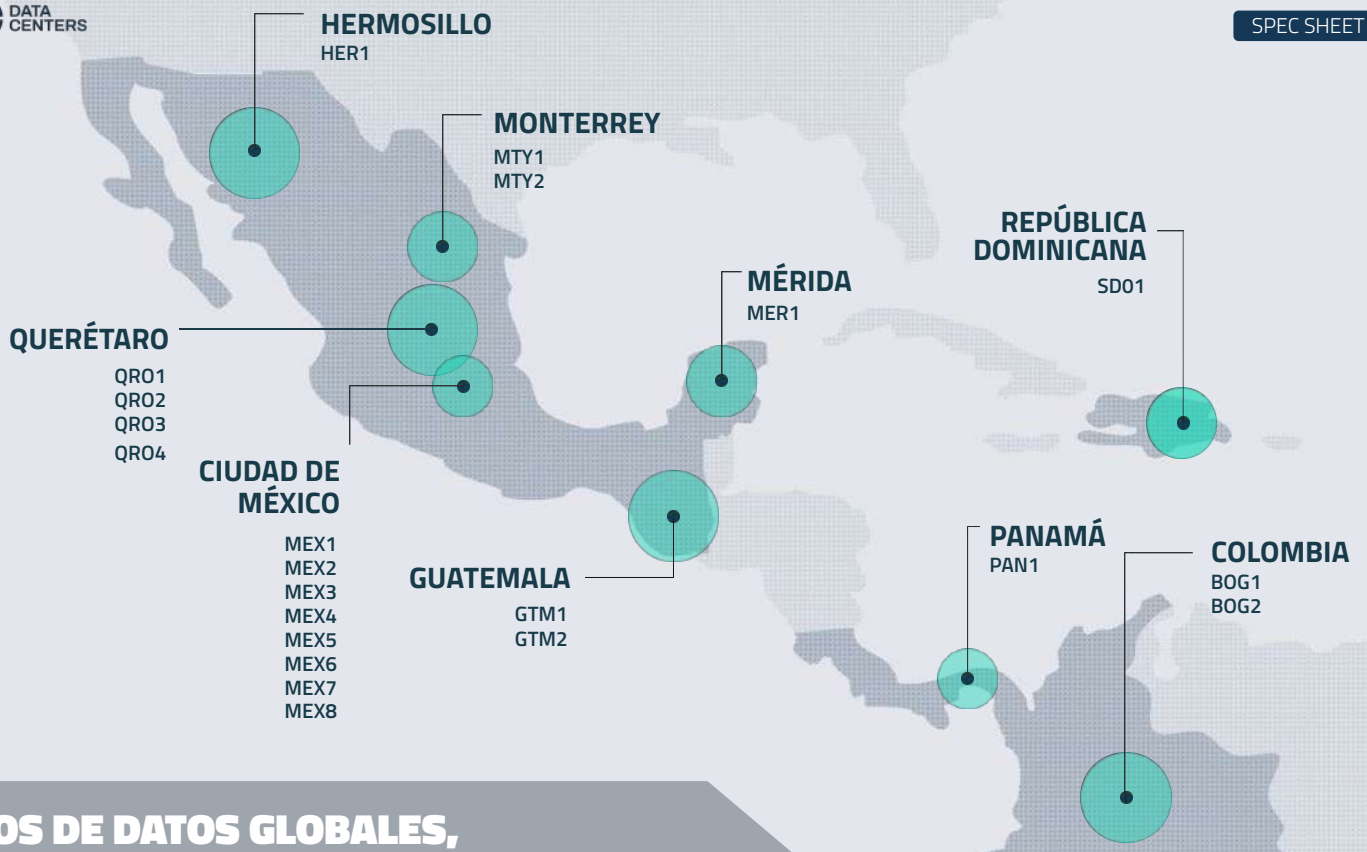 DATA
CENTERS
SPEC SHEET
HERMOSILLO
HER1
MONTERREY
MTY1
MTY2
REPÚBLICA
DOMINICANA
SDO1
MÉRIDA
MER1
QUERÉTARO
QRO1
QRO2
QRO3
QRO4
CIUDAD DE
MÉXICO
MEX1
MEX2
MEX3
MEX4
MEX5
MEX6
MEX7
MEX8
GUATEMALA
GTM1
GTM2
PANAMÁ
PAN1
COLOMBIA
BOG1
BOG2
OS DE DATOS GLOBALES,